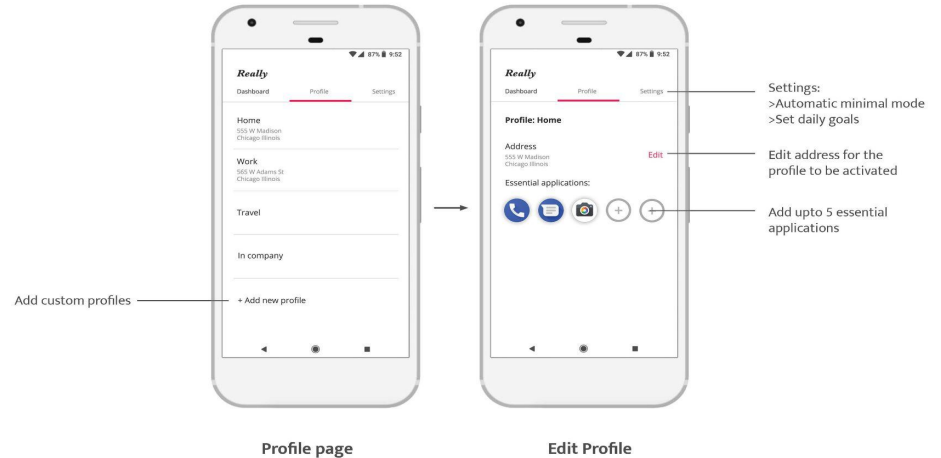 87% 9:52
Really
Dashboard Profile Settings
Home
555 W Madison
Chicago Illinois
Work
565 W Adams St
Chicago Illinois
Travel
In company
Add custom profiles
+ Add new profile
Profile page
87% 9:52
Really
Dashboard Profile Settings
Profile: Home
Address
555 W Madison
Chicago Illinois
Edit
Essential applications:
Edit Profile
Settings:
>Automatic minimal mode
>Set daily goals
Edit address for the
profile to be activated
Add upto 5 essential
applications